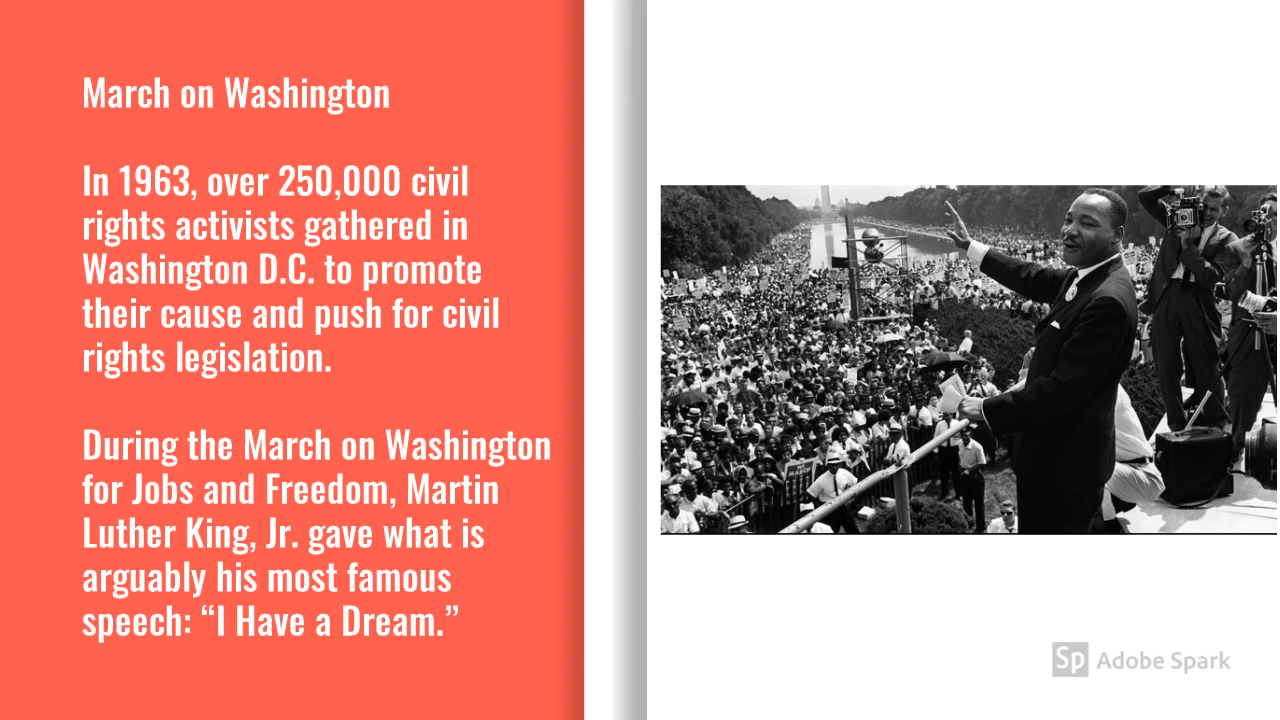 March on Washington
In 1963, over 250,000 civil
rights activists gathered in
Washington D.C. to promote
their cause and push for civil
rights legislation.
During the March on Washington
for Jobs and Freedom, Martin
Luther King, Jr. gave what is
arguably his most famous
speech: “I Have a Dream.”
Sp Adobe Spark